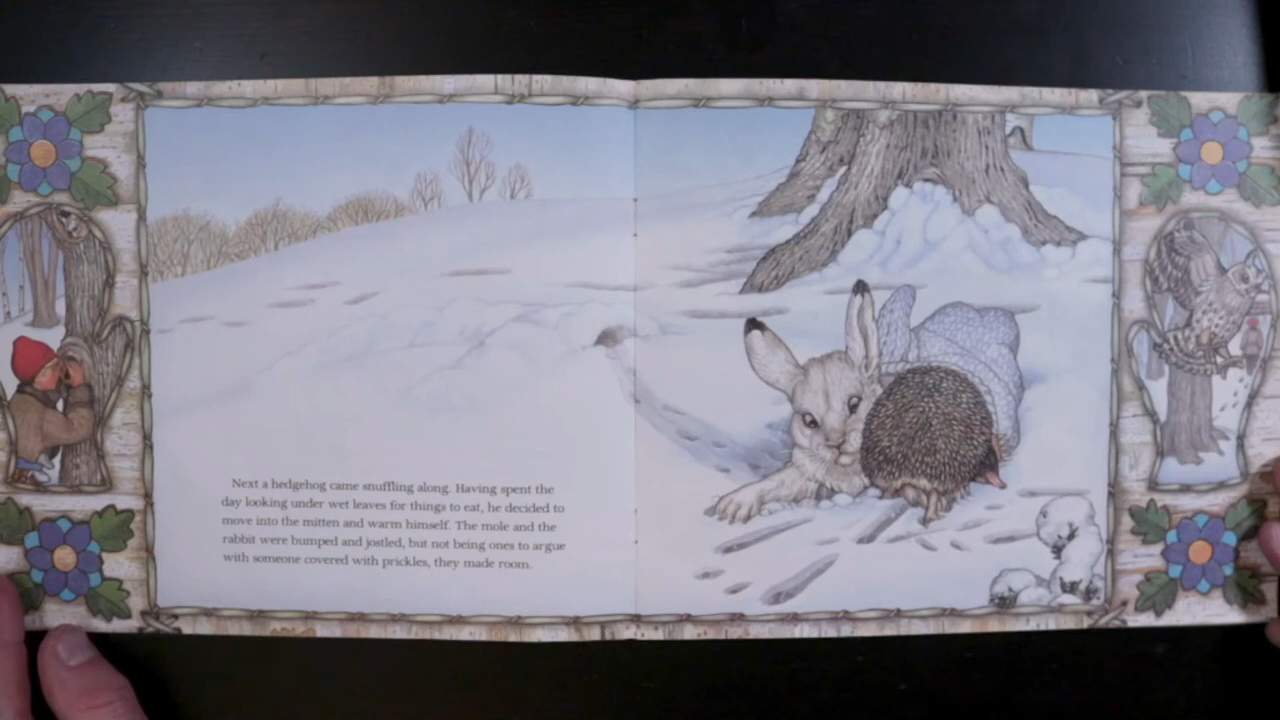 Next a hedgehog came snuffling along. Having spent the
day looking under wet leaves for things to eat, he decided to
move into the mitten and warm himself. The mole and the
rabbit were bumped and jostled, but not being ones to argue
with someone covered with prickles, they made room.